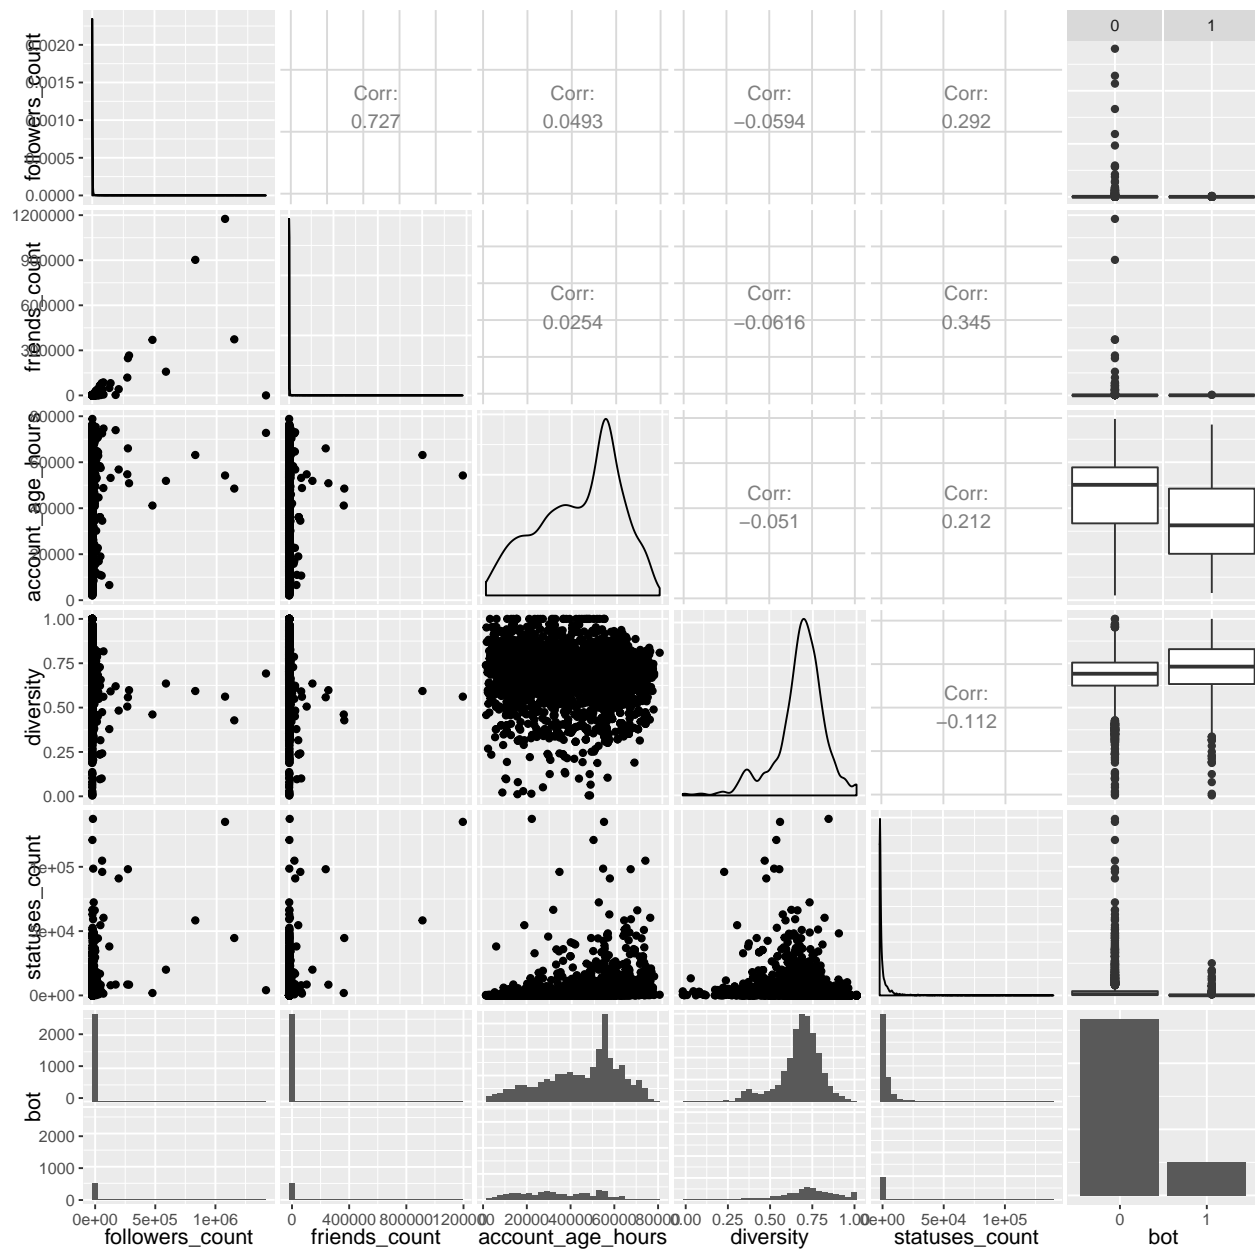 0 1
followers_count
0.0020
0.0015
0.0010
0.0005
0.0000
Corr:
0.727
Corr:
0.0493
Corr:
−0.0594
Corr:
0.292
friends_count
1200000
900000
600000
300000
0
Corr:
0.0254
Corr:
−0.0616
Corr:
0.345
account_age_hours
80000
60000
40000
20000
0
Corr:
−0.051
Corr:
0.212
diversity
1.00
0.75
0.50
0.25
0.00
Corr:
−0.112
statuses_count
1e+05
5e+04
0e+00
bot
2000
1000
0
2000
1000
0
0e+00 5e+05 1e+06
0 400000 800000 1200000
0 20000 40000 60000 80000
0.00 0.25 0.50 0.75 1.00
0e+00 5e+04 1e+05
0 1
followers_count friends_count account_age_hours diversity statuses_count bot